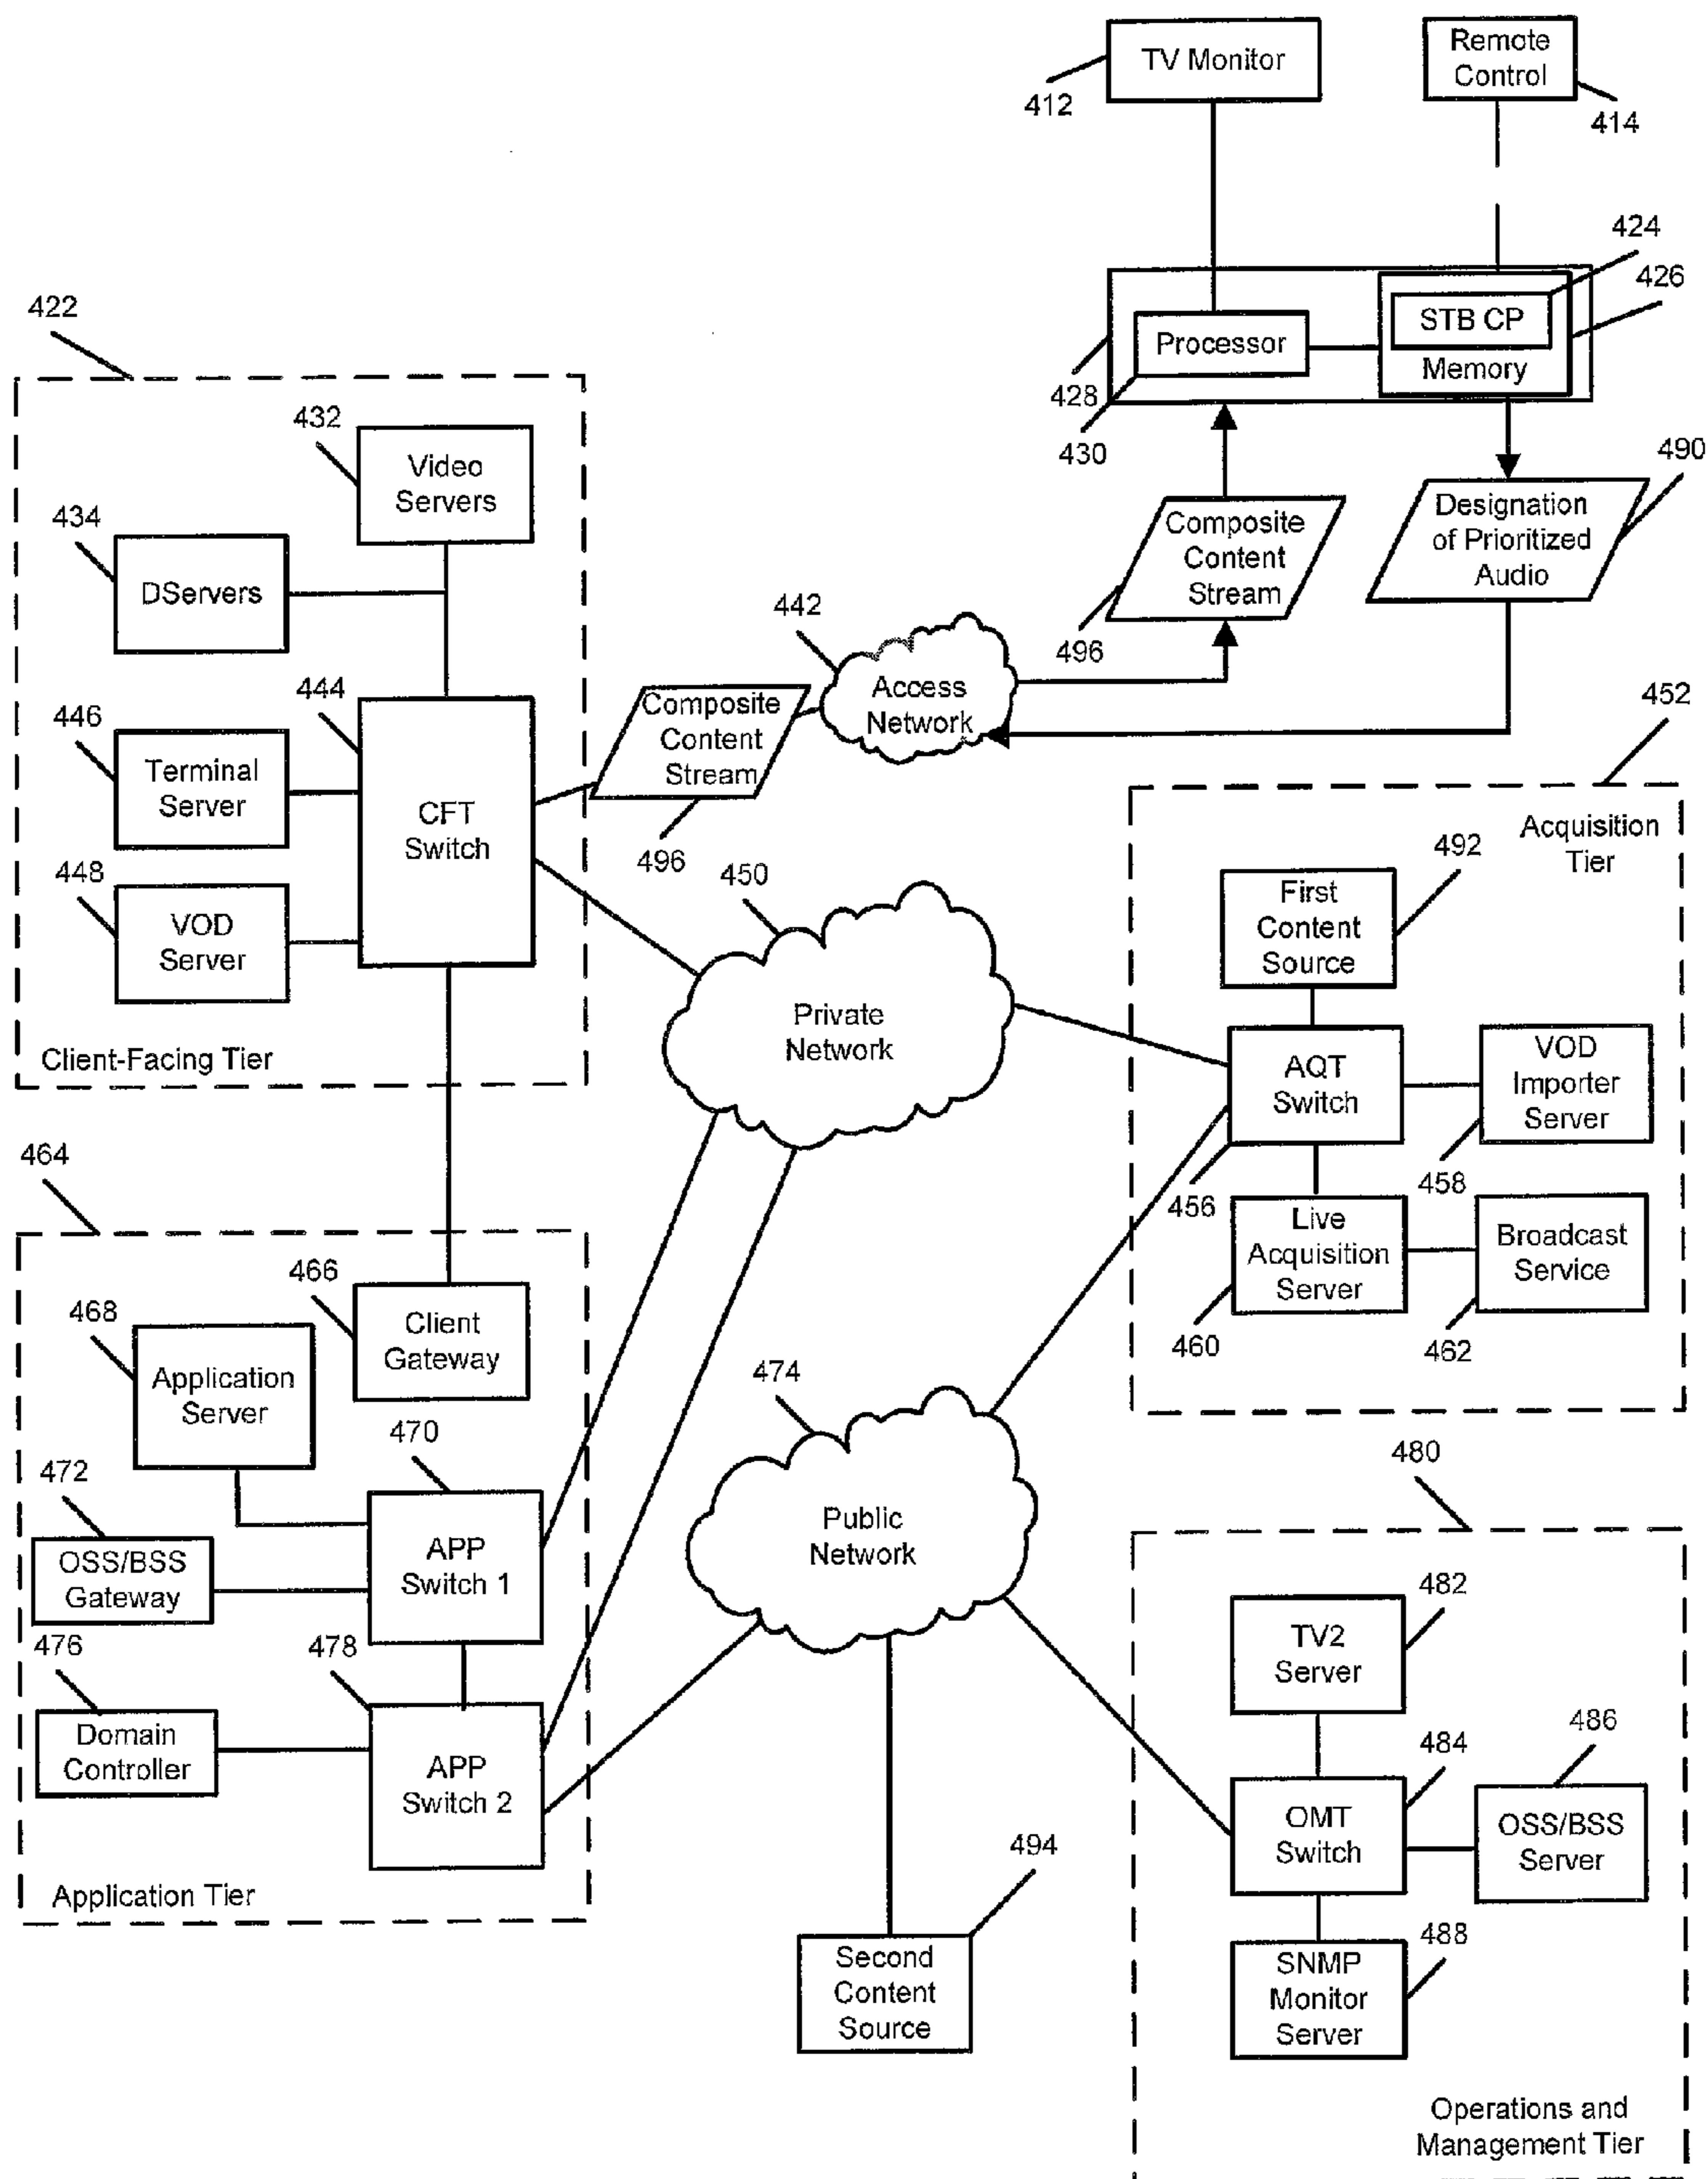 TV Monitor
412
Remote
Control
414
424
426
STB CP
Memory
Processor
428
430
422
432
Video
Servers
434
DServers
444
446
Terminal
Server
448
VOD
Server
CFT
Switch
Client-Facing Tier
490
Designation
of Prioritized
Audio
Composite
Content
Stream
496
442
Access
Network
Composite
Content
Stream
496
450
Private
Network
452
Acquisition
Tier
492
First
Content
Source
AQT
Switch
456
VOD
Importer
Server
458
Live
Acquisition
Server
460
Broadcast
Service
462
464
466
Client
Gateway
468
Application
Server
470
472
OSS/BSS
Gateway
APP
Switch 1
476
Domain
Controller
478
APP
Switch 2
Application Tier
474
Public
Network
494
Second
Content
Source
480
482
TV2
Server
484
OMT
Switch
486
OSS/BSS
Server
488
SNMP
Monitor
Server
Operations and
Management Tier